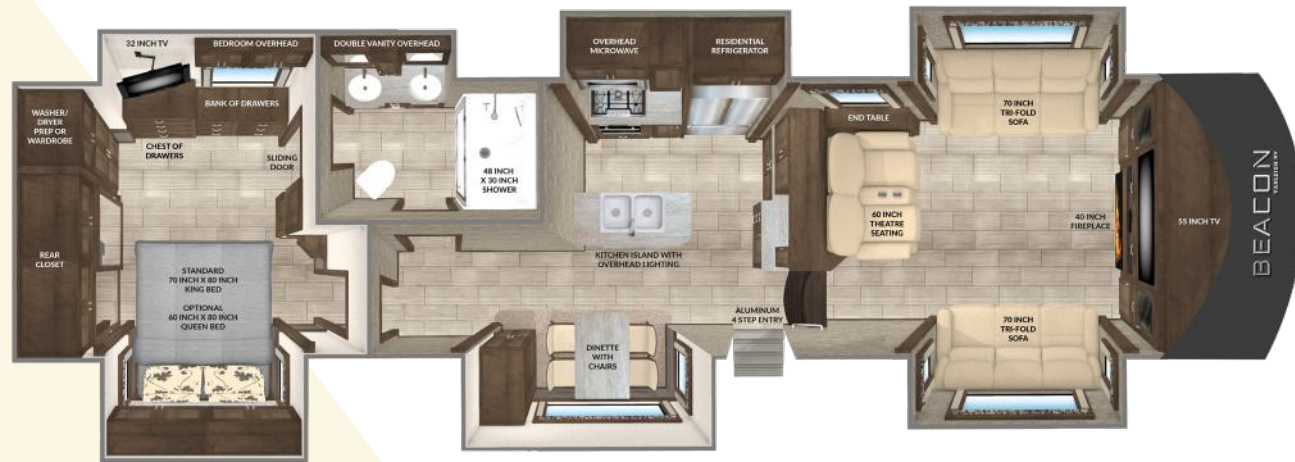 32 INCH TV
BEDROOM OVERHEAD
DOUBLE VANITY OVERHEAD
OVERHEAD
MICROWAVE
RESIDENTIAL
REFRIGERATOR
WASHER/
DRYER
PREP OR
WARDROBE
BANK OF DRAWERS
CHEST OF
DRAWERS
SLIDING
DOOR
48 INCH
X 30 INCH
SHOWER
END TABLE
70 INCH
TRI-FOLD
SOFA
60 INCH
THEATRE
SEATING
40 INCH
FIREPLACE
55 INCH TV
BEACON
VANLEIGH RV
REAR
CLOSET
STANDARD
70 INCH X 80 INCH
KING BED
OPTIONAL
60 INCH X 80 INCH
QUEEN BED
KITCHEN ISLAND WITH
OVERHEAD LIGHTING
ALUMINUM
4 STEP ENTRY
DINETTE
WITH
CHAIRS
70 INCH
TRI-FOLD
SOFA